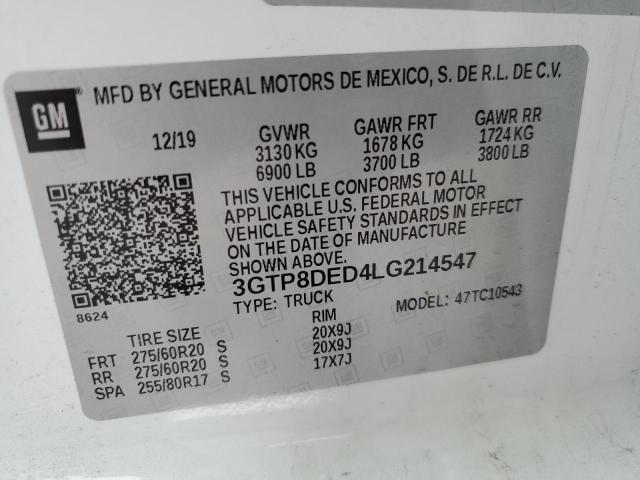 GM
MFD BY GENERAL MOTORS DE MEXICO, S. DE R.L. DE C.V.
12/19 GVWR GAWR FRT GAWR RR
3130 KG 1678 KG 1724 KG
6900 LB 3700 LB 3800 LB
THIS VEHICLE CONFORMS TO ALL
APPLICABLE U.S. FEDERAL MOTOR
VEHICLE SAFETY STANDARDS IN EFFECT
ON THE DATE OF MANUFACTURE
SHOWN ABOVE.
3GTP8DED4LG214547
8624
TYPE: TRUCK MODEL: 47TC10543
TIRE SIZE RIM
FRT 275/60R20 S 20X9J
RR 275/60R20 S 20X9J
SPA 255/80R17 S 17X7J